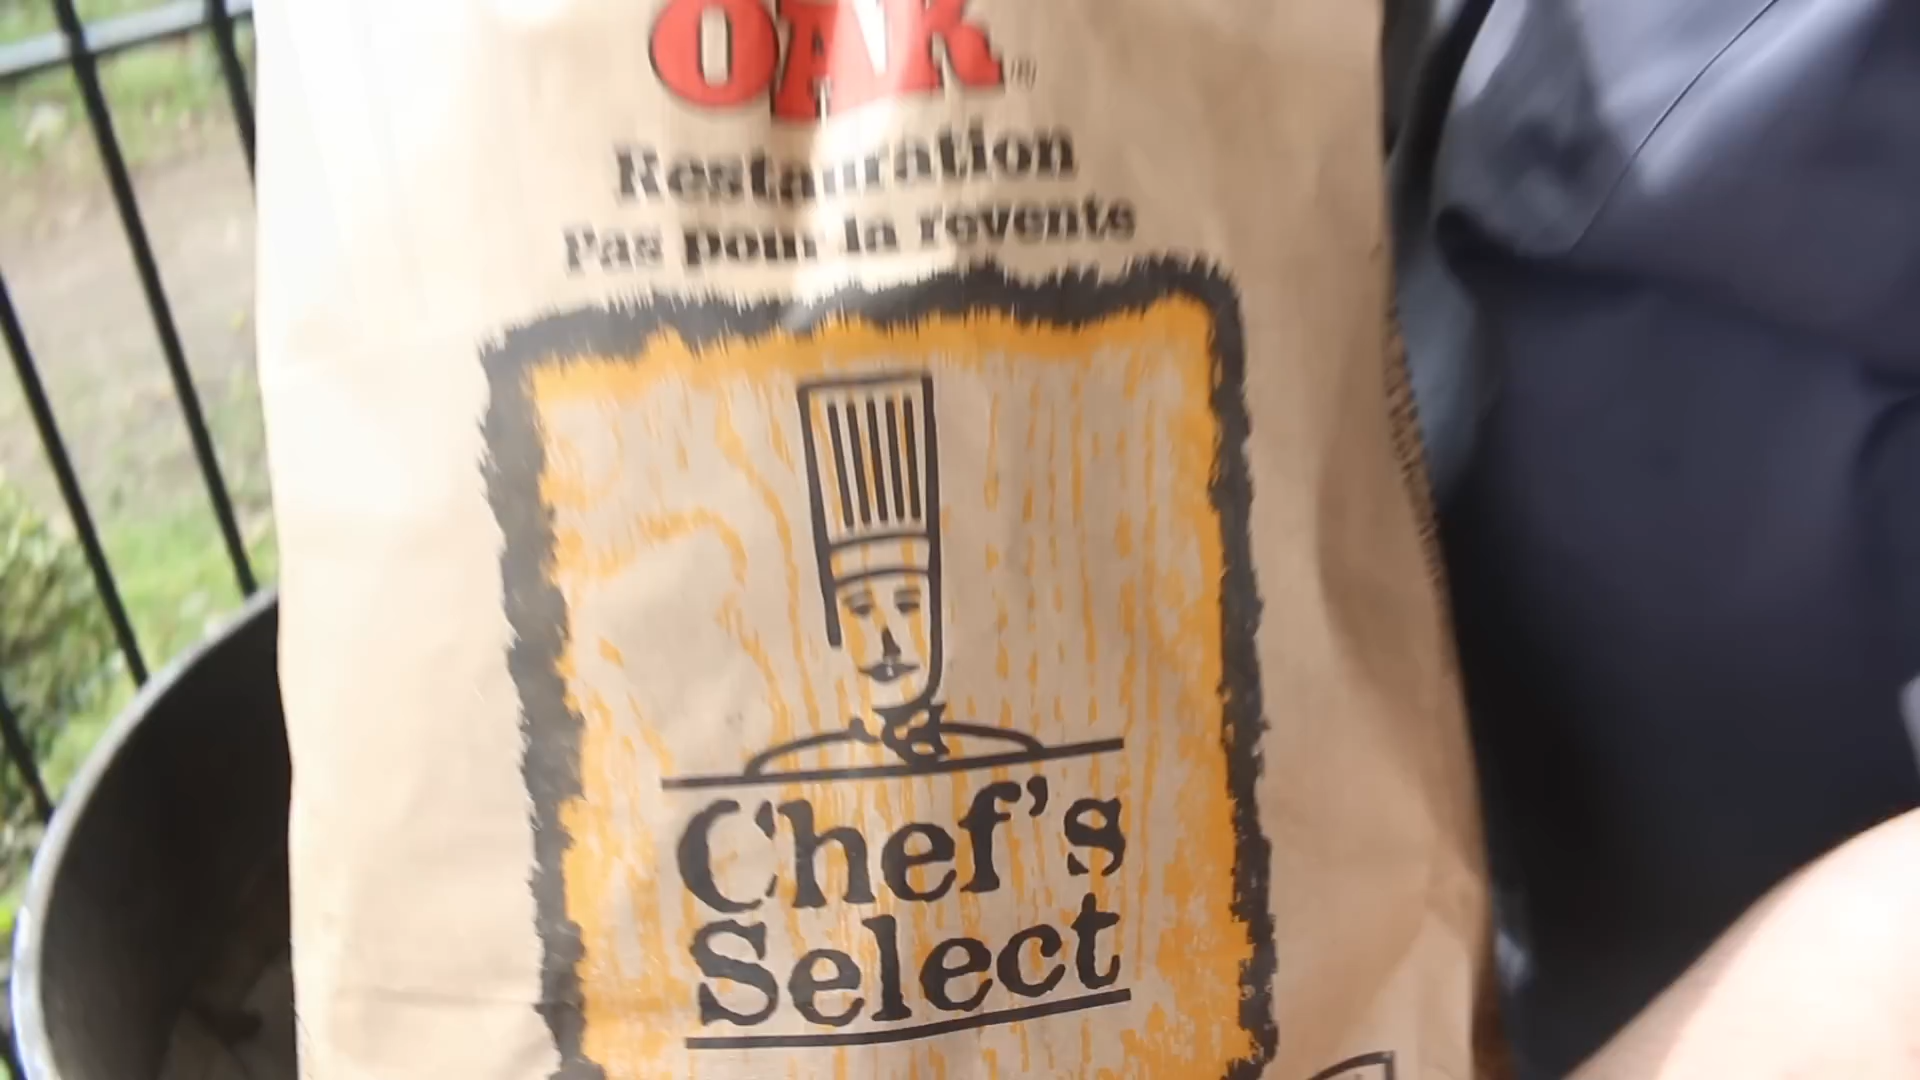 OAK
Restauration
Pas pour la revente
Chef's
Select